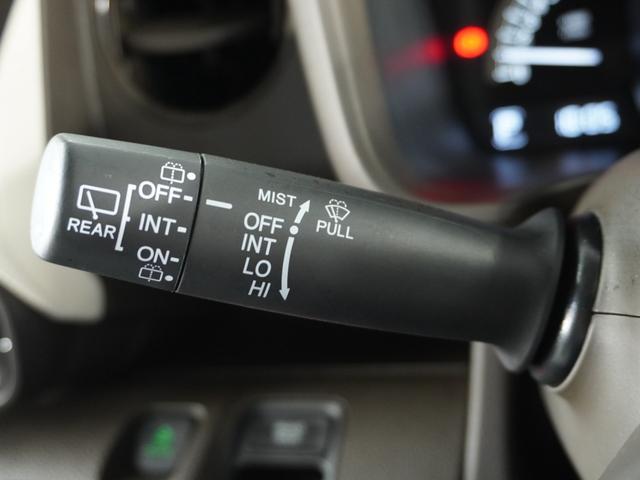 REAR
OFF
INT
ON
MIST
OFF
INT
LO
HI
PULL